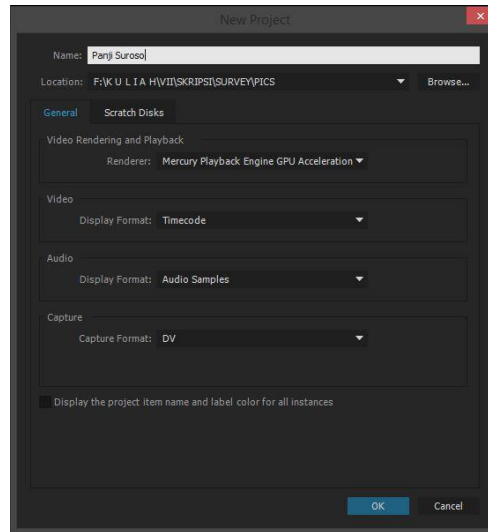 New Project
Name: Panji Suroso
Location: F:\K U L I A H\VII\SKRIPSI\SURVEY\PICS Browse...
General Scratch Disks
Video Rendering and Playback
Renderer: Mercury Playback Engine GPU Acceleration
Video
Display Format: Timecode
Audio
Display Format: Audio Samples
Capture
Capture Format: DV
Display the project item name and label color for all instances
OK Cancel